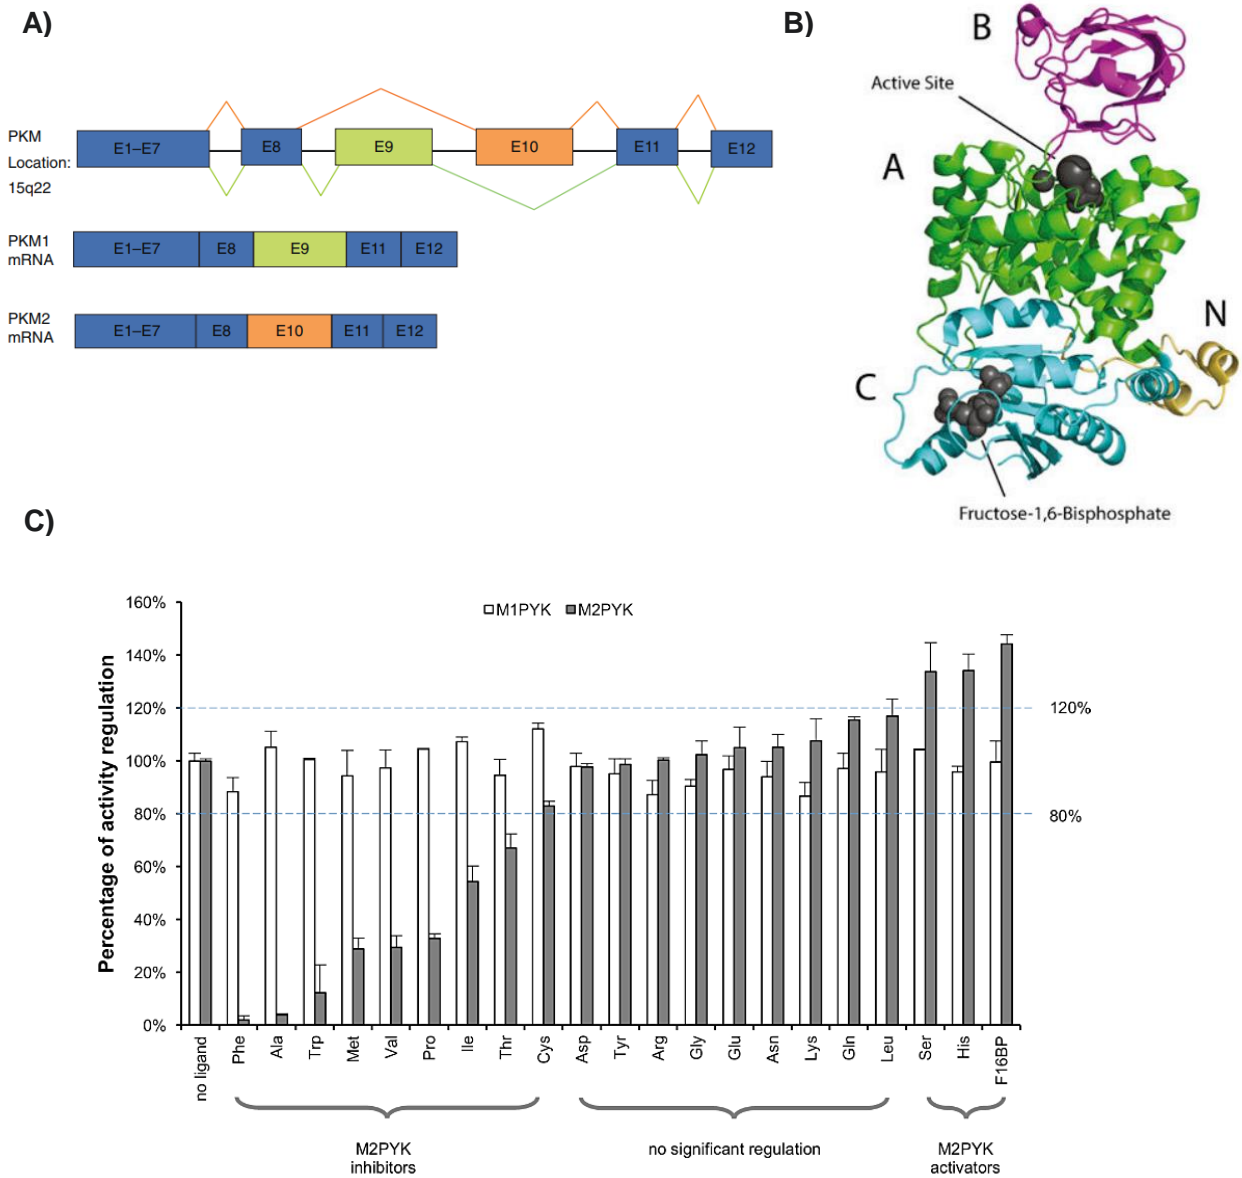 A)
PKM
Location:
15q22
E1–E7
E8
E9
E10
E11
E12
PKM1
mRNA
E1–E7
E8
E9
E11
E12
PKM2
mRNA
E1–E7
E8
E10
E11
E12
B)
B
Active Site
A
N
C
Fructose-1,6-Bisphosphate
C)
Percentage of activity regulation
160%
140%
120%
100%
80%
60%
40%
20%
0%
M1PYK
M2PYK
120%
80%
no ligand
Phe
Ala
Trp
Met
Val
Pro
Ile
Thr
Cys
Asp
Tyr
Arg
Gly
Glu
Asn
Lys
Gln
Leu
Ser
His
F16BP
M2PYK
inhibitors
no significant regulation
M2PYK
activators